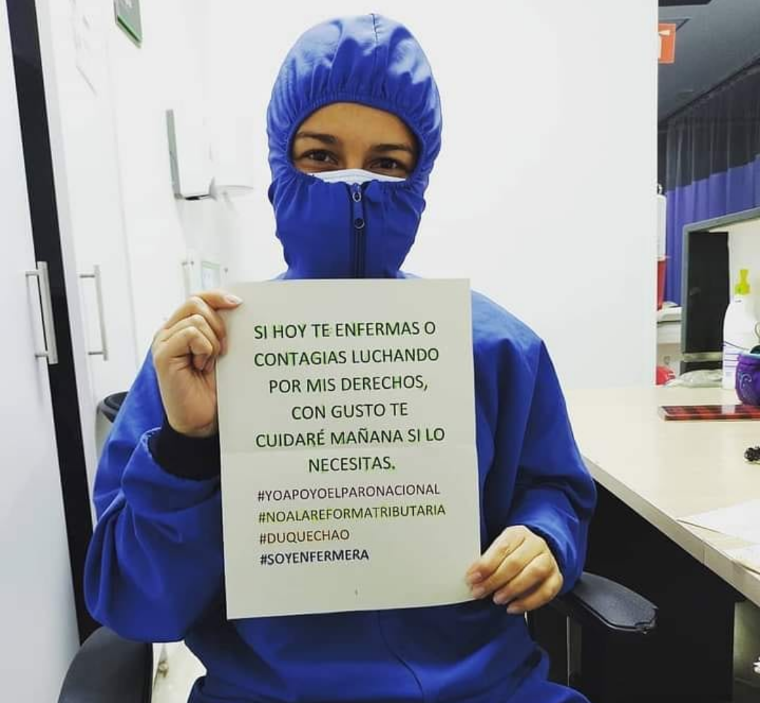 SI HOY TE ENFERMAS O
CONTAGIAS LUCHANDO
POR MIS DERECHOS,
CON GUSTO TE
CUIDARÉ MAÑANA SI LO
NECESITAS.
#YOAPOYOELPARONACIONAL
#NOALAREFORMATRIBUTARIA
#DUQUECHAO
#SOYENFERMERA